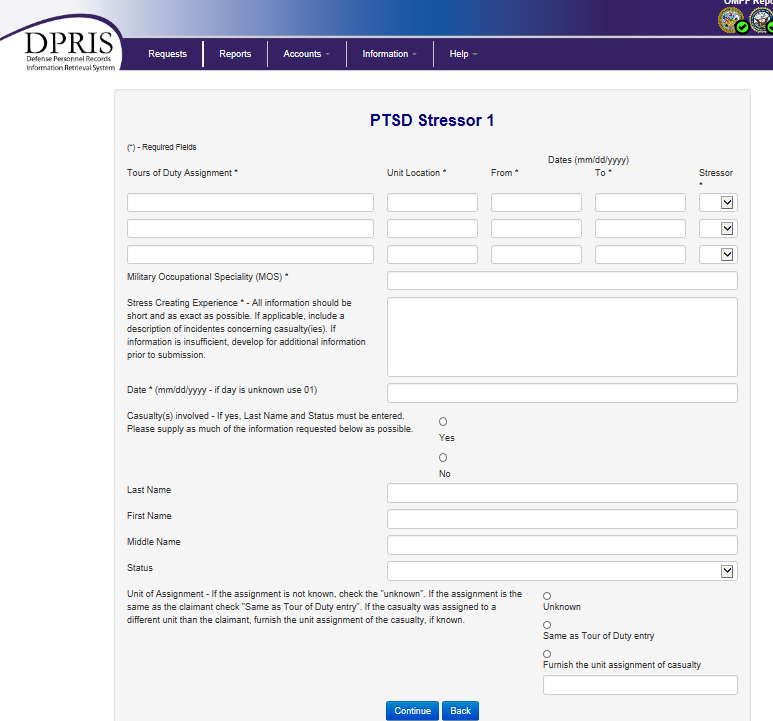 OMPF Repo
DPRIS
Defense Personnel Records
Information Retrieval System
Requests
Reports
Accounts
Information
Help
PTSD Stressor 1
(*) - Required Fields
Dates (mm/dd/yyyy)
Tours of Duty Assignment *
Unit Location *
From *
To *
Stressor
*
Military Occupational Speciality (MOS) *
Stress Creating Experience * - All information should be
short and as exact as possible. If applicable, include a
description of incidentes concerning casualty(ies). If
information is insufficient, develop for additional information
prior to submission.
Date * (mm/dd/yyyy - if day is unknown use 01)
Casualty(s) involved - If yes, Last Name and Status must be entered.
Please supply as much of the information requested below as possible.
Yes
No
Last Name
First Name
Middle Name
Status
Unit of Assignment - If the assignment is not known, check the "unknown". If the assignment is the
same as the claimant check "Same as Tour of Duty entry". If the casualty was assigned to a
different unit than the claimant, furnish the unit assignment of the casualty, if known.
Unknown
Same as Tour of Duty entry
Furnish the unit assignment of casualty
Continue
Back